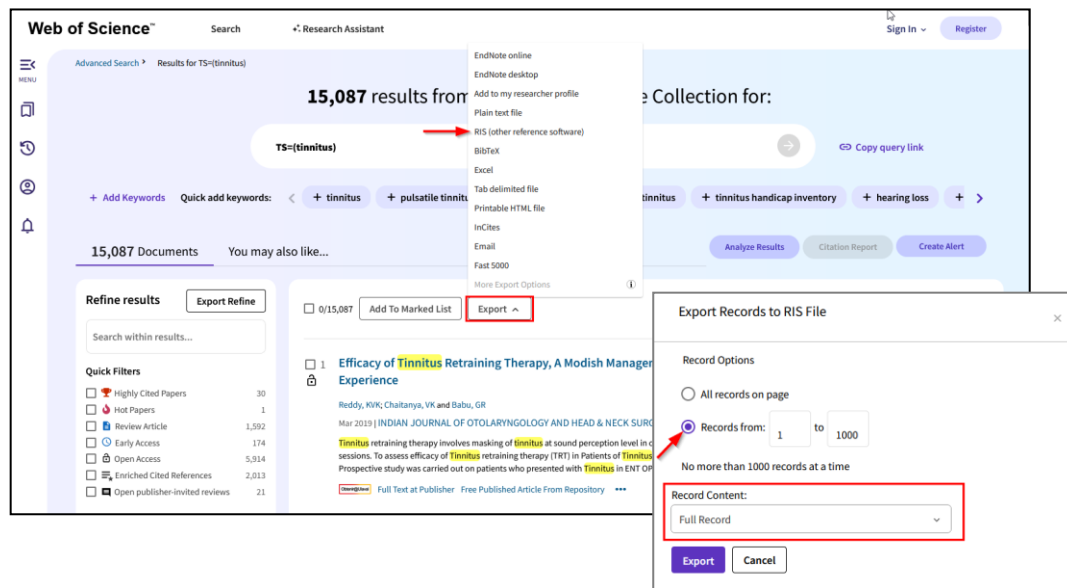 Web of Science™
Search
Research Assistant
Sign In
Register
MENU
Advanced Search > Results for TS=(tinnitus)
15,087 results from
e Collection for:
EndNote online
EndNote desktop
Add to my researcher profile
Plain text file
RIS (other reference software)
BibTeX
Excel
Tab delimited file
Printable HTML file
InCites
Email
Fast 5000
More Export Options
TS=(tinnitus)
Copy query link
+ Add Keywords Quick add keywords: < + tinnitus + pulsatile tinnitu tinnitus + tinnitus handicap inventory + hearing loss + >
15,087 Documents You may also like...
Analyze Results Citation Report Create Alert
Refine results Export Refine
Search within results...
Quick Filters
Highly Cited Papers 30
Hot Papers 1
Review Article 1,592
Early Access 174
Open Access 5,914
Enriched Cited References 2,013
Open publisher-invited reviews 21
0/15,087 Add To Marked List Export
1 Efficacy of Tinnitus Retraining Therapy, A Modish Manager
Experience
Reddy, KVK; Chaitanya, VK and Babu, GR
Mar 2019 | INDIAN JOURNAL OF OTOLARYNGOLOGY AND HEAD & NECK SURG
Tinnitus retraining therapy involves masking of tinnitus at sound perception level in c
sessions. To assess efficacy of Tinnitus retraining therapy (TRT) in Patients of Tinnitus
Prospective study was carried out on patients who presented with Tinnitus in ENT OP
Full Text at Publisher Free Published Article From Repository •••
Export Records to RIS File ×
Record Options
All records on page
Records from: 1 to 1000
No more than 1000 records at a time
Record Content:
Full Record
Export Cancel